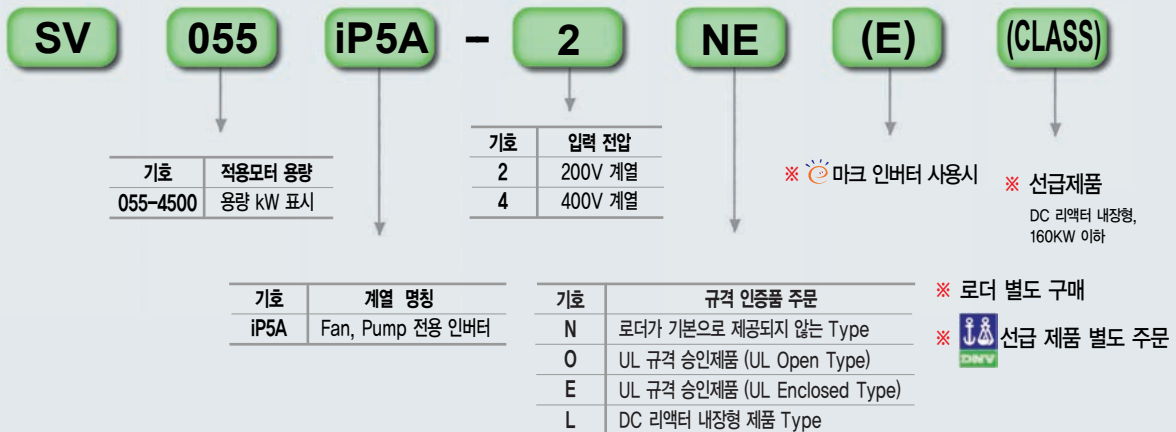 SV 055 iP5A - 2 NE (E) (CLASS)
기호 적용모터 용량
055-4500 용량 kW 표시
기호 입력 전압
2 200V 계열
4 400V 계열
※ e 마크 인버터 사용시
※ 선급제품
DC 리액터 내장형,
160KW 이하
기호 계열 명칭
iP5A Fan, Pump 전용 인버터
기호 규격 인증품 주문
N 로더가 기본으로 제공되지 않는 Type
O UL 규격 승인제품 (UL Open Type)
E UL 규격 승인제품 (UL Enclosed Type)
L DC 리액터 내장형 제품 Type
※ 로더 별도 구매
※ DNV 선급 제품 별도 주문